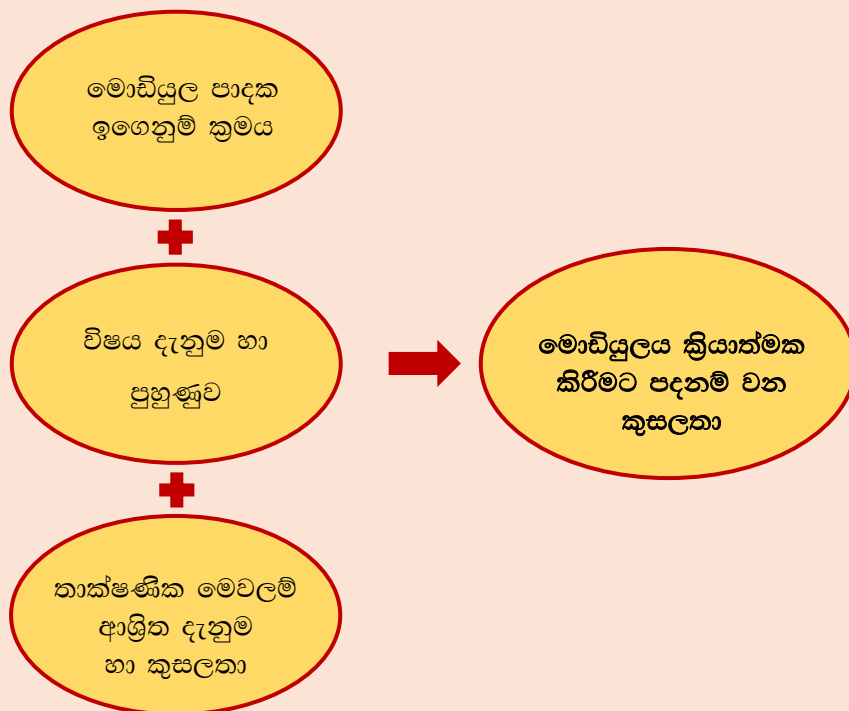 මොඩියුල පාදක
ඉගෙනුම් ක්‍රමය
විෂය දැනුම හා
පුහුණුව
තාක්ෂණික මෙවලම්
ආශ්‍රිත දැනුම
හා කුසලතා
මොඩියුලය ක්‍රියාත්මක
කිරීමට පදනම් වන
කුසලතා